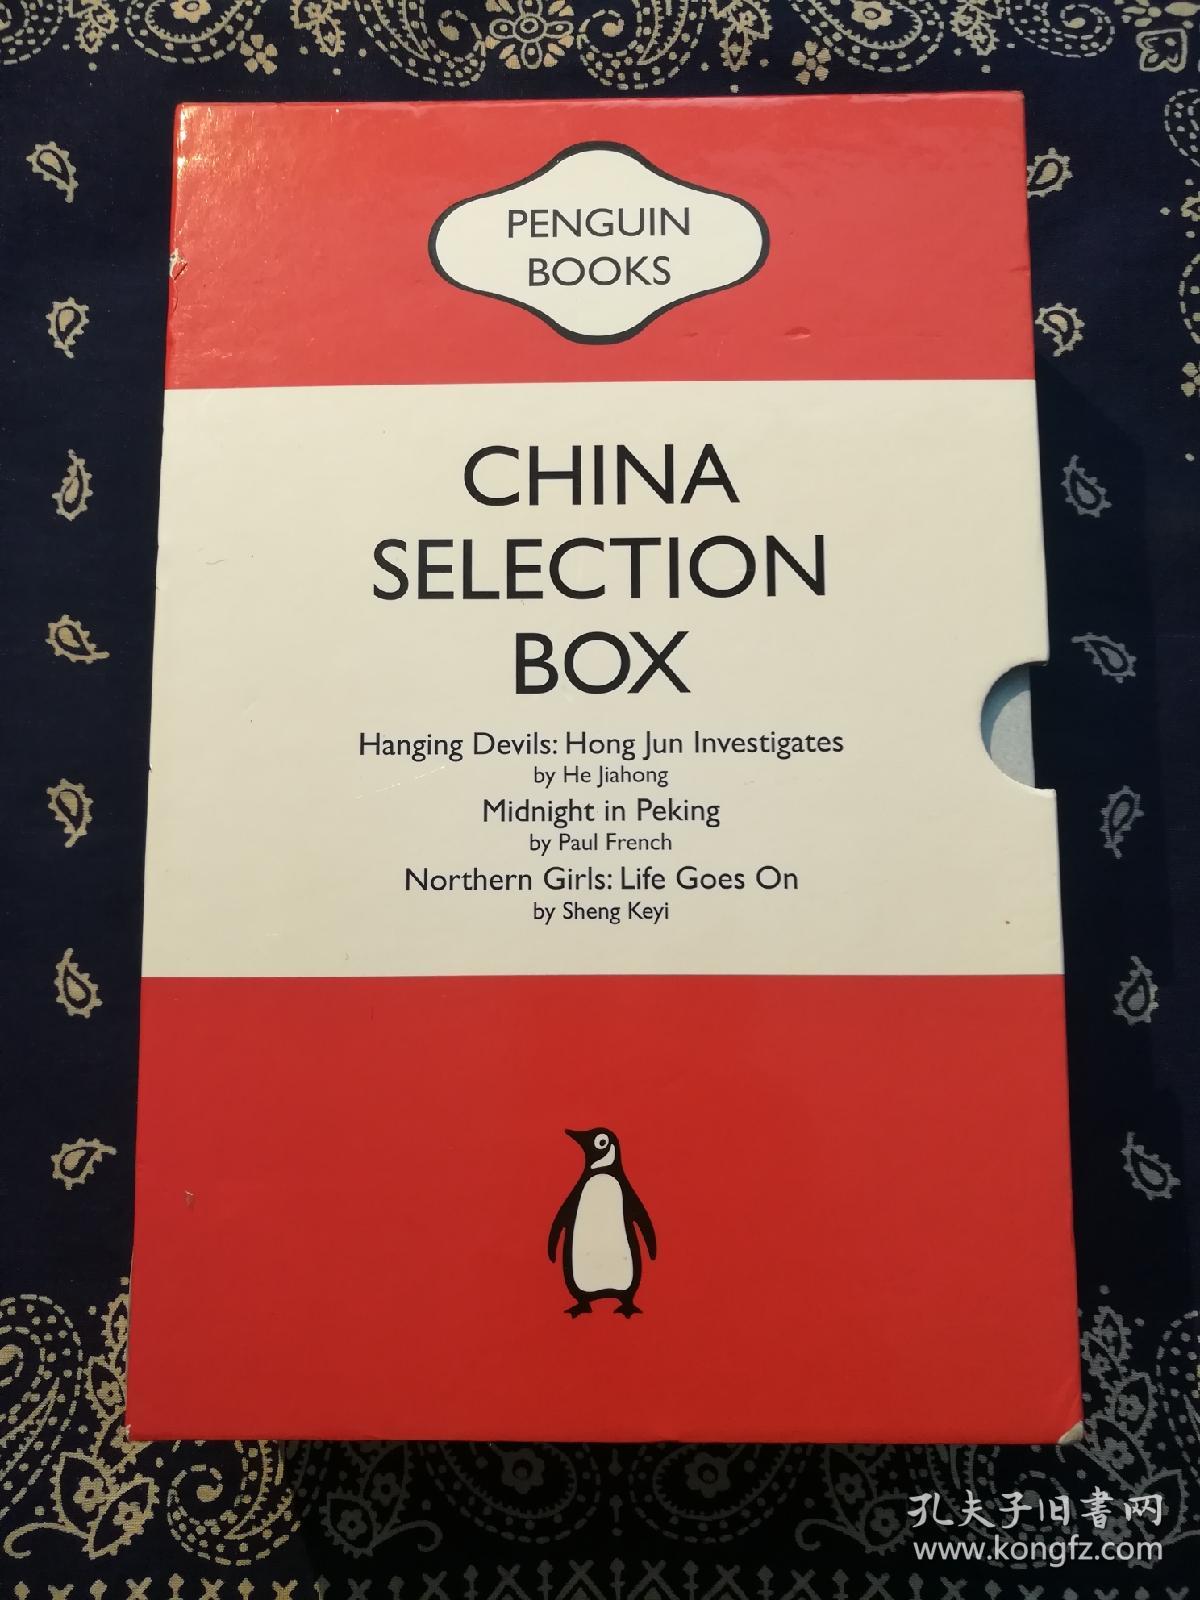 PENGUIN
BOOKS
CHINA
SELECTION
BOX
Hanging Devils: Hong Jun Investigates
by He Jiahong
Midnight in Peking
by Paul French
Northern Girls: Life Goes On
by Sheng Keyi
孔夫子旧書网
www.kongfz.com